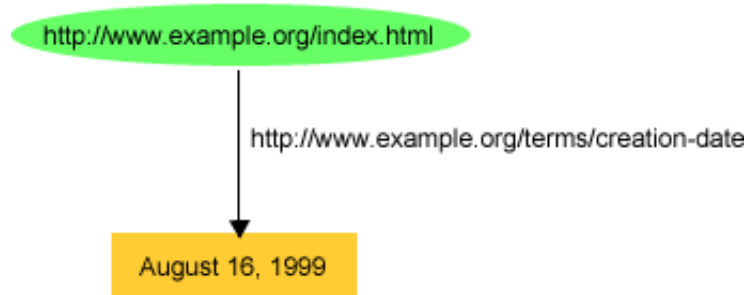 http://www.example.org/index.html
http://www.example.org/terms/creation-date
August 16, 1999